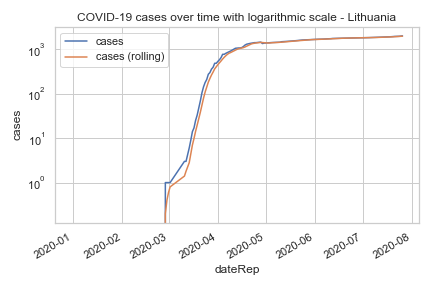 COVID-19 cases over time with logarithmic scale - Lithuania
cases
cases (rolling)
10³
10²
10¹
10⁰
cases
2020-01
2020-02
2020-03
2020-04
2020-05
2020-06
2020-07
2020-08
dateRep